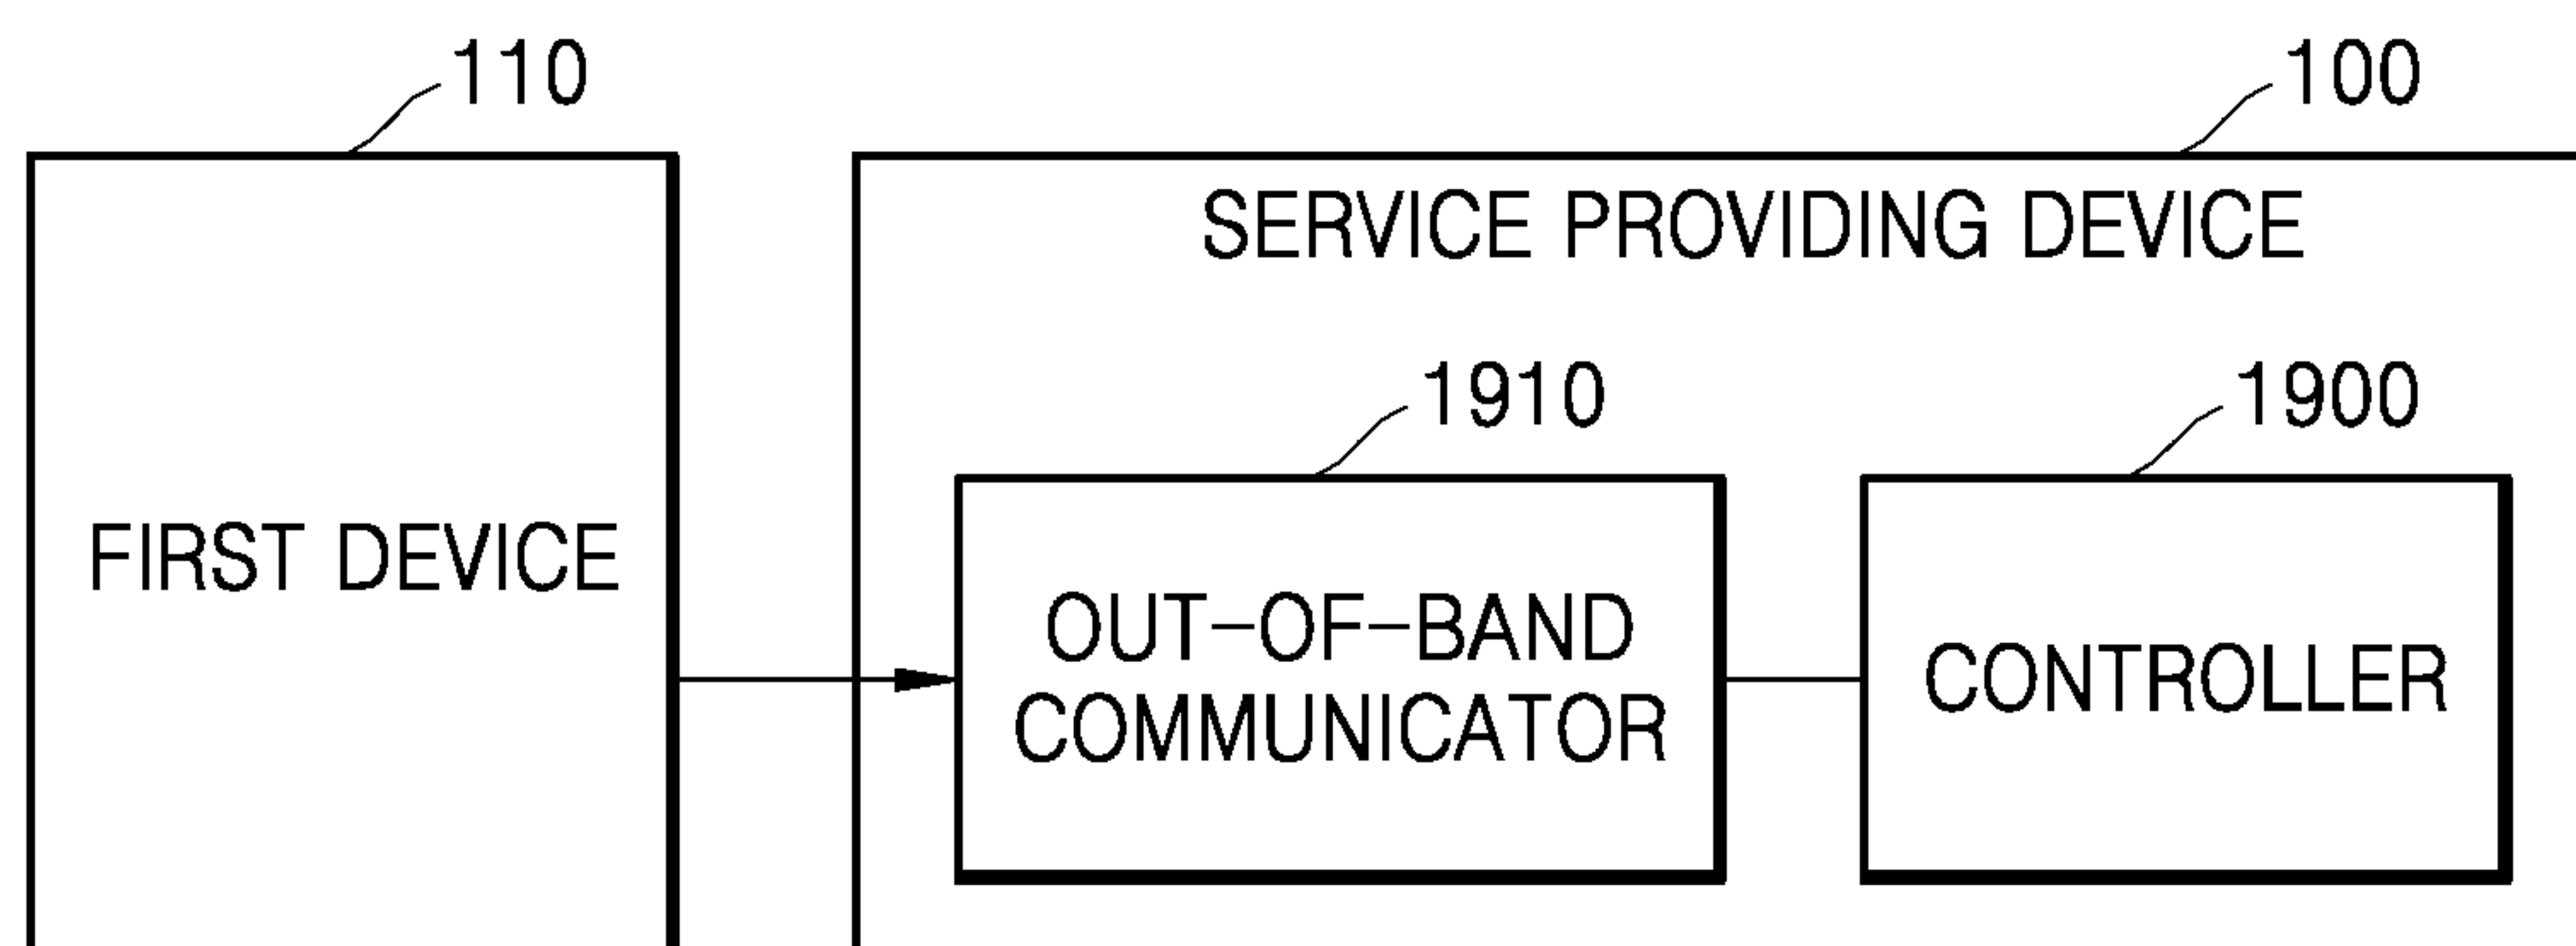 110
100
SERVICE PROVIDING DEVICE
1910
1900
FIRST DEVICE
OUT-OF-BAND
COMMUNICATOR
CONTROLLER